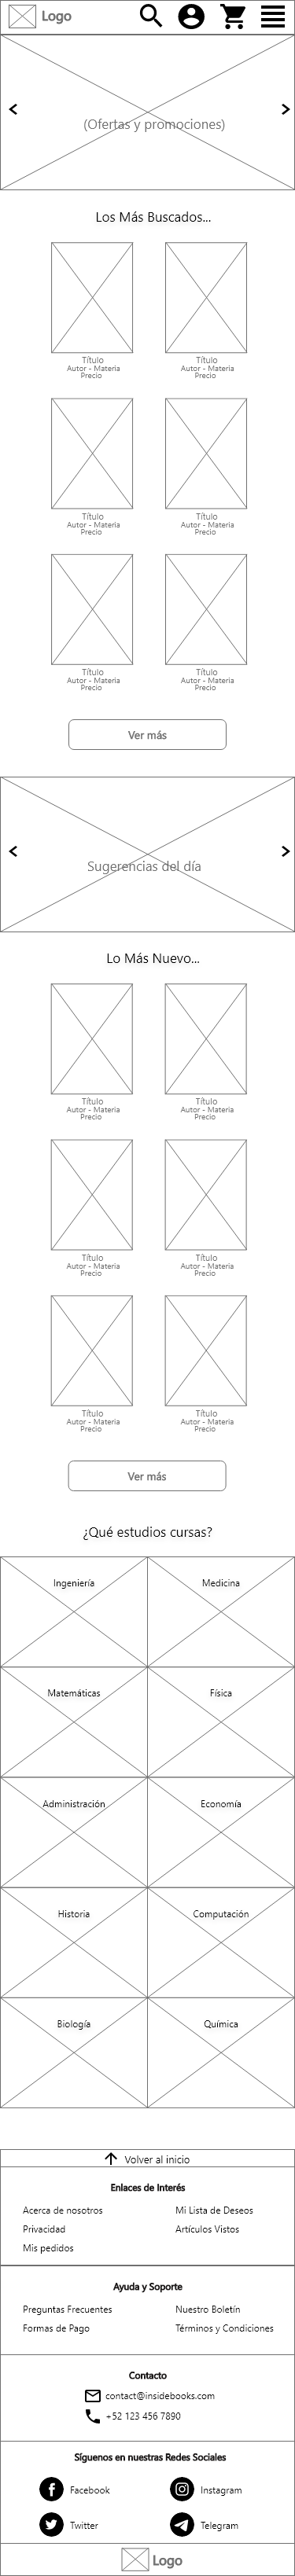 Logo
(Ofertas y promociones)
Los Más Buscados...
Título Título
Autor - Materia Autor - Materia
Precio Precio
Título Título
Autor - Materia Autor - Materia
Precio Precio
Título Título
Autor - Materia Autor - Materia
Precio Precio
Ver más
Sugerencias del día
Lo Más Nuevo...
Título Título
Autor - Materia Autor - Materia
Precio Precio
Título Título
Autor - Materia Autor - Materia
Precio Precio
Título Título
Autor - Materia Autor - Materia
Precio Precio
Ver más
¿Qué estudios cursas?
Ingeniería Medicina
Matemáticas Física
Administración Economía
Historia Computación
Biología Química
Volver al inicio
Enlaces de Interés
Acerca de nosotros Mi Lista de Deseos
Privacidad Artículos Vistos
Mis pedidos
Ayuda y Soporte
Preguntas Frecuentes Nuestro Boletín
Formas de Pago Términos y Condiciones
Contacto
contact@insidebooks.com
+52 123 456 7890
Síguenos en nuestras Redes Sociales
Facebook Instagram
Twitter Telegram
Logo